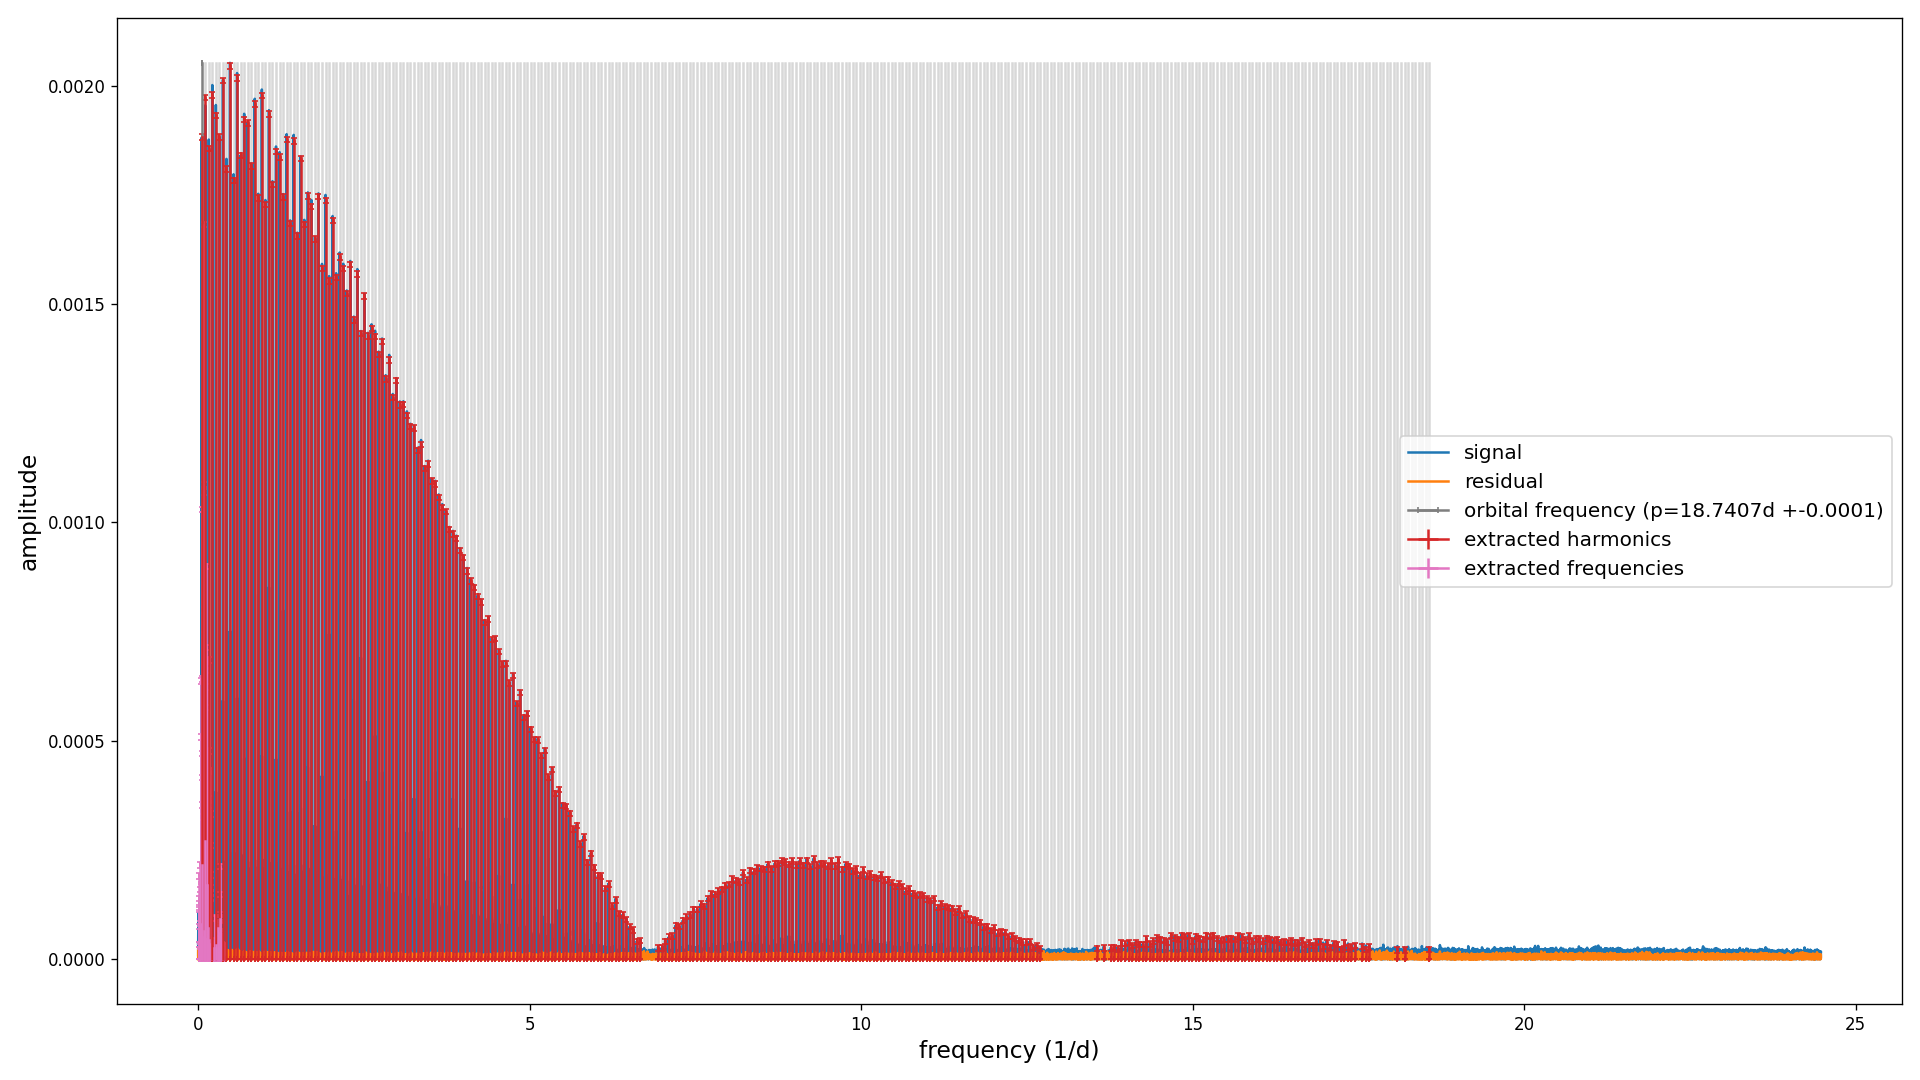 0.0020
0.0015
0.0010
0.0005
0.0000
amplitude
signal
residual
orbital frequency (p=18.7407d +-0.0001)
extracted harmonics
extracted frequencies
0 5 10 15 20 25
frequency (1/d)